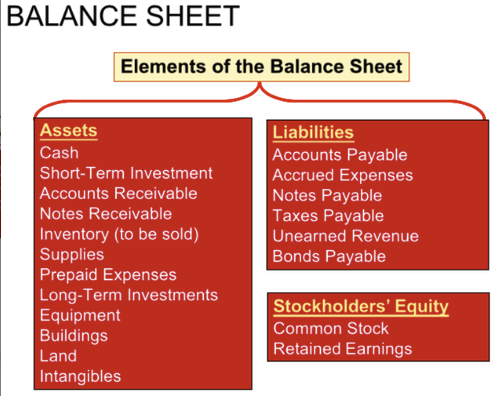 BALANCE SHEET
Elements of the Balance Sheet
Assets
Cash
Short-Term Investment
Accounts Receivable
Notes Receivable
Inventory (to be sold)
Supplies
Prepaid Expenses
Long-Term Investments
Equipment
Buildings
Land
Intangibles
Liabilities
Accounts Payable
Accrued Expenses
Notes Payable
Taxes Payable
Unearned Revenue
Bonds Payable
Stockholders’ Equity
Common Stock
Retained Earnings